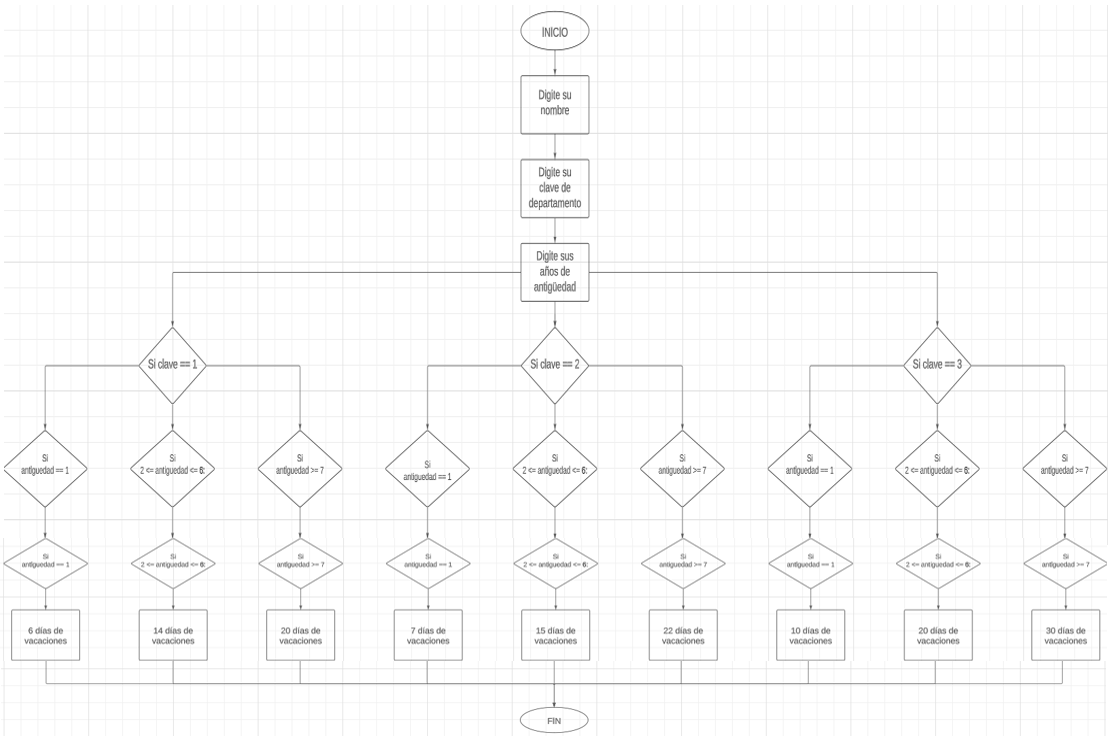 INICIO
Digite su
nombre
Digite su
clave de
departamento
Digite sus
años de
antigüedad
Si clave == 1
Si clave == 2
Si clave == 3
Si
antiguedad == 1
Si
2 <= antiguedad <= 6:
Si
antiguedad >= 7
Si
antiguedad == 1
Si
2 <= antiguedad <= 6:
Si
antiguedad >= 7
Si
antiguedad == 1
Si
2 <= antiguedad <= 6:
Si
antiguedad >= 7
Si
antiguedad == 1
Si
2 <= antiguedad <= 6:
Si
antiguedad >= 7
Si
antiguedad == 1
Si
2 <= antiguedad <= 6:
Si
antiguedad >= 7
Si
antiguedad == 1
Si
2 <= antiguedad <= 6:
Si
antiguedad >= 7
6 días de
vacaciones
14 días de
vacaciones
20 días de
vacaciones
7 días de
vacaciones
15 días de
vacaciones
22 días de
vacaciones
10 días de
vacaciones
20 días de
vacaciones
30 días de
vacaciones
FIN